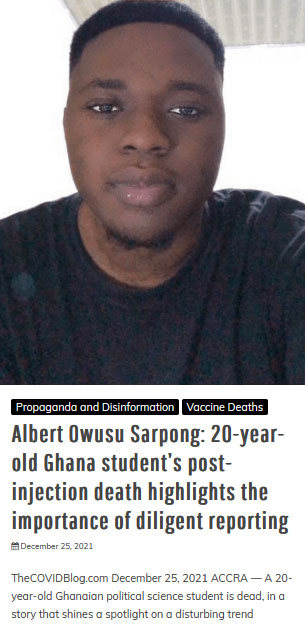 Propaganda and Disinformation Vaccine Deaths
Albert Owusu Sarpong: 20-year-
old Ghana student's post-
injection death highlights the
importance of diligent reporting
December 25, 2021
TheCOVIDBlog.com December 25, 2021 ACCRA — A 20-
year-old Ghanaian political science student is dead, in a
story that shines a spotlight on a disturbing trend